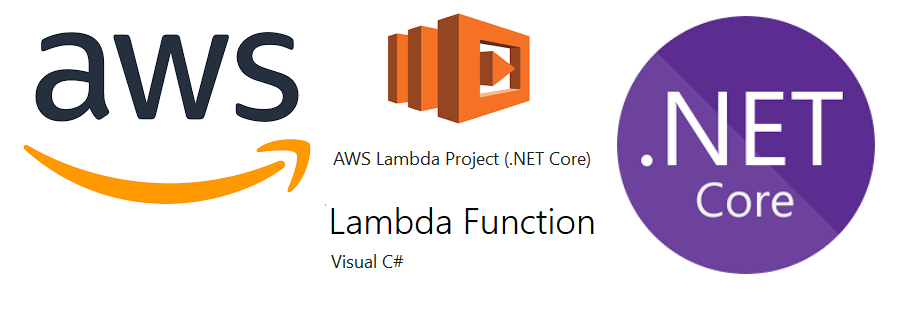 aws
AWS Lambda Project (.NET Core)
Lambda Function
Visual C#
.NET
Core